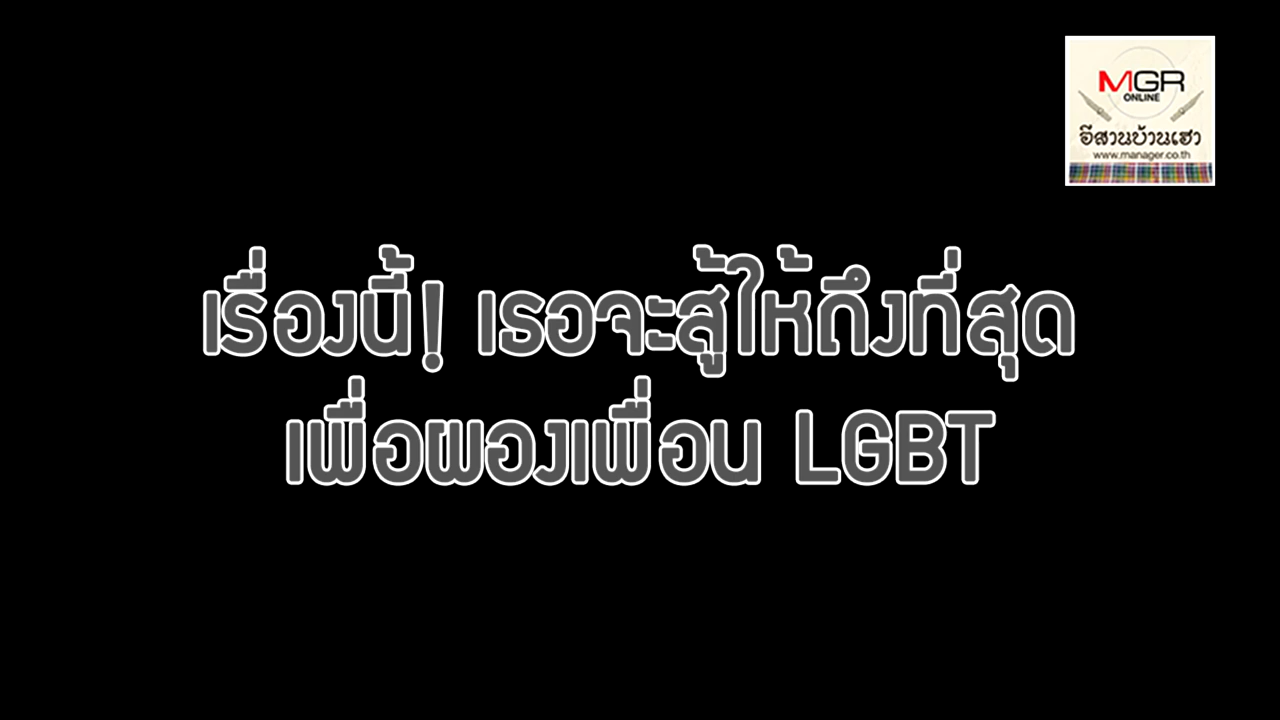 MGR
ONLINE
อีสานบ้านเฮา
www.manager.co.th
เรื่องนี้! เธอจะสู้ให้ถึงที่สุด
เพื่อผองเพื่อน LGBT